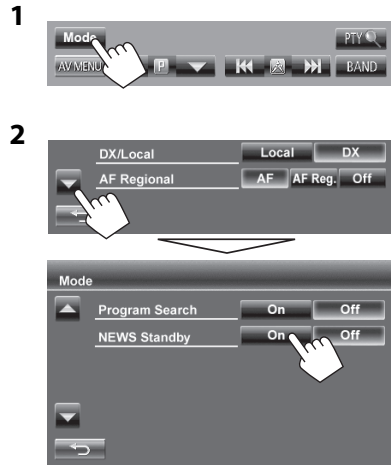 1
Mode PTY
AV MENU P BAND
2
DX/Local Local DX
AF Regional AF AF Reg. Off
Mode
Program Search On Off
NEWS Standby On Off